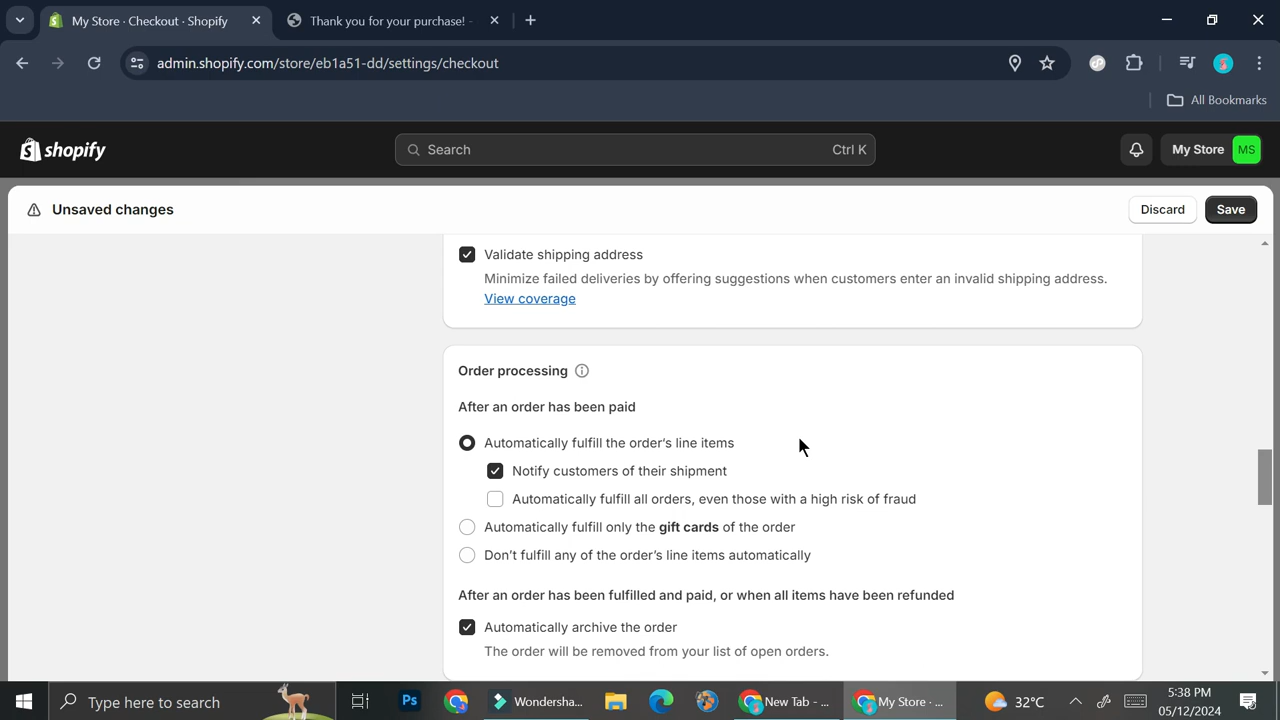 My Store · Checkout · Shopify
Thank you for your purchase! -
admin.shopify.com/store/eb1a51-dd/settings/checkout
All Bookmarks
shopify
Search
Ctrl K
My Store
MS
Unsaved changes
Discard
Save
Validate shipping address
Minimize failed deliveries by offering suggestions when customers enter an invalid shipping address.
View coverage
Order processing
After an order has been paid
Automatically fulfill the order's line items
Notify customers of their shipment
Automatically fulfill all orders, even those with a high risk of fraud
Automatically fulfill only the gift cards of the order
Don't fulfill any of the order's line items automatically
After an order has been fulfilled and paid, or when all items have been refunded
Automatically archive the order
The order will be removed from your list of open orders.
Type here to search
Ps
Wondersha...
New Tab - ...
My Store · ...
32°C
5:38 PM
05/12/2024